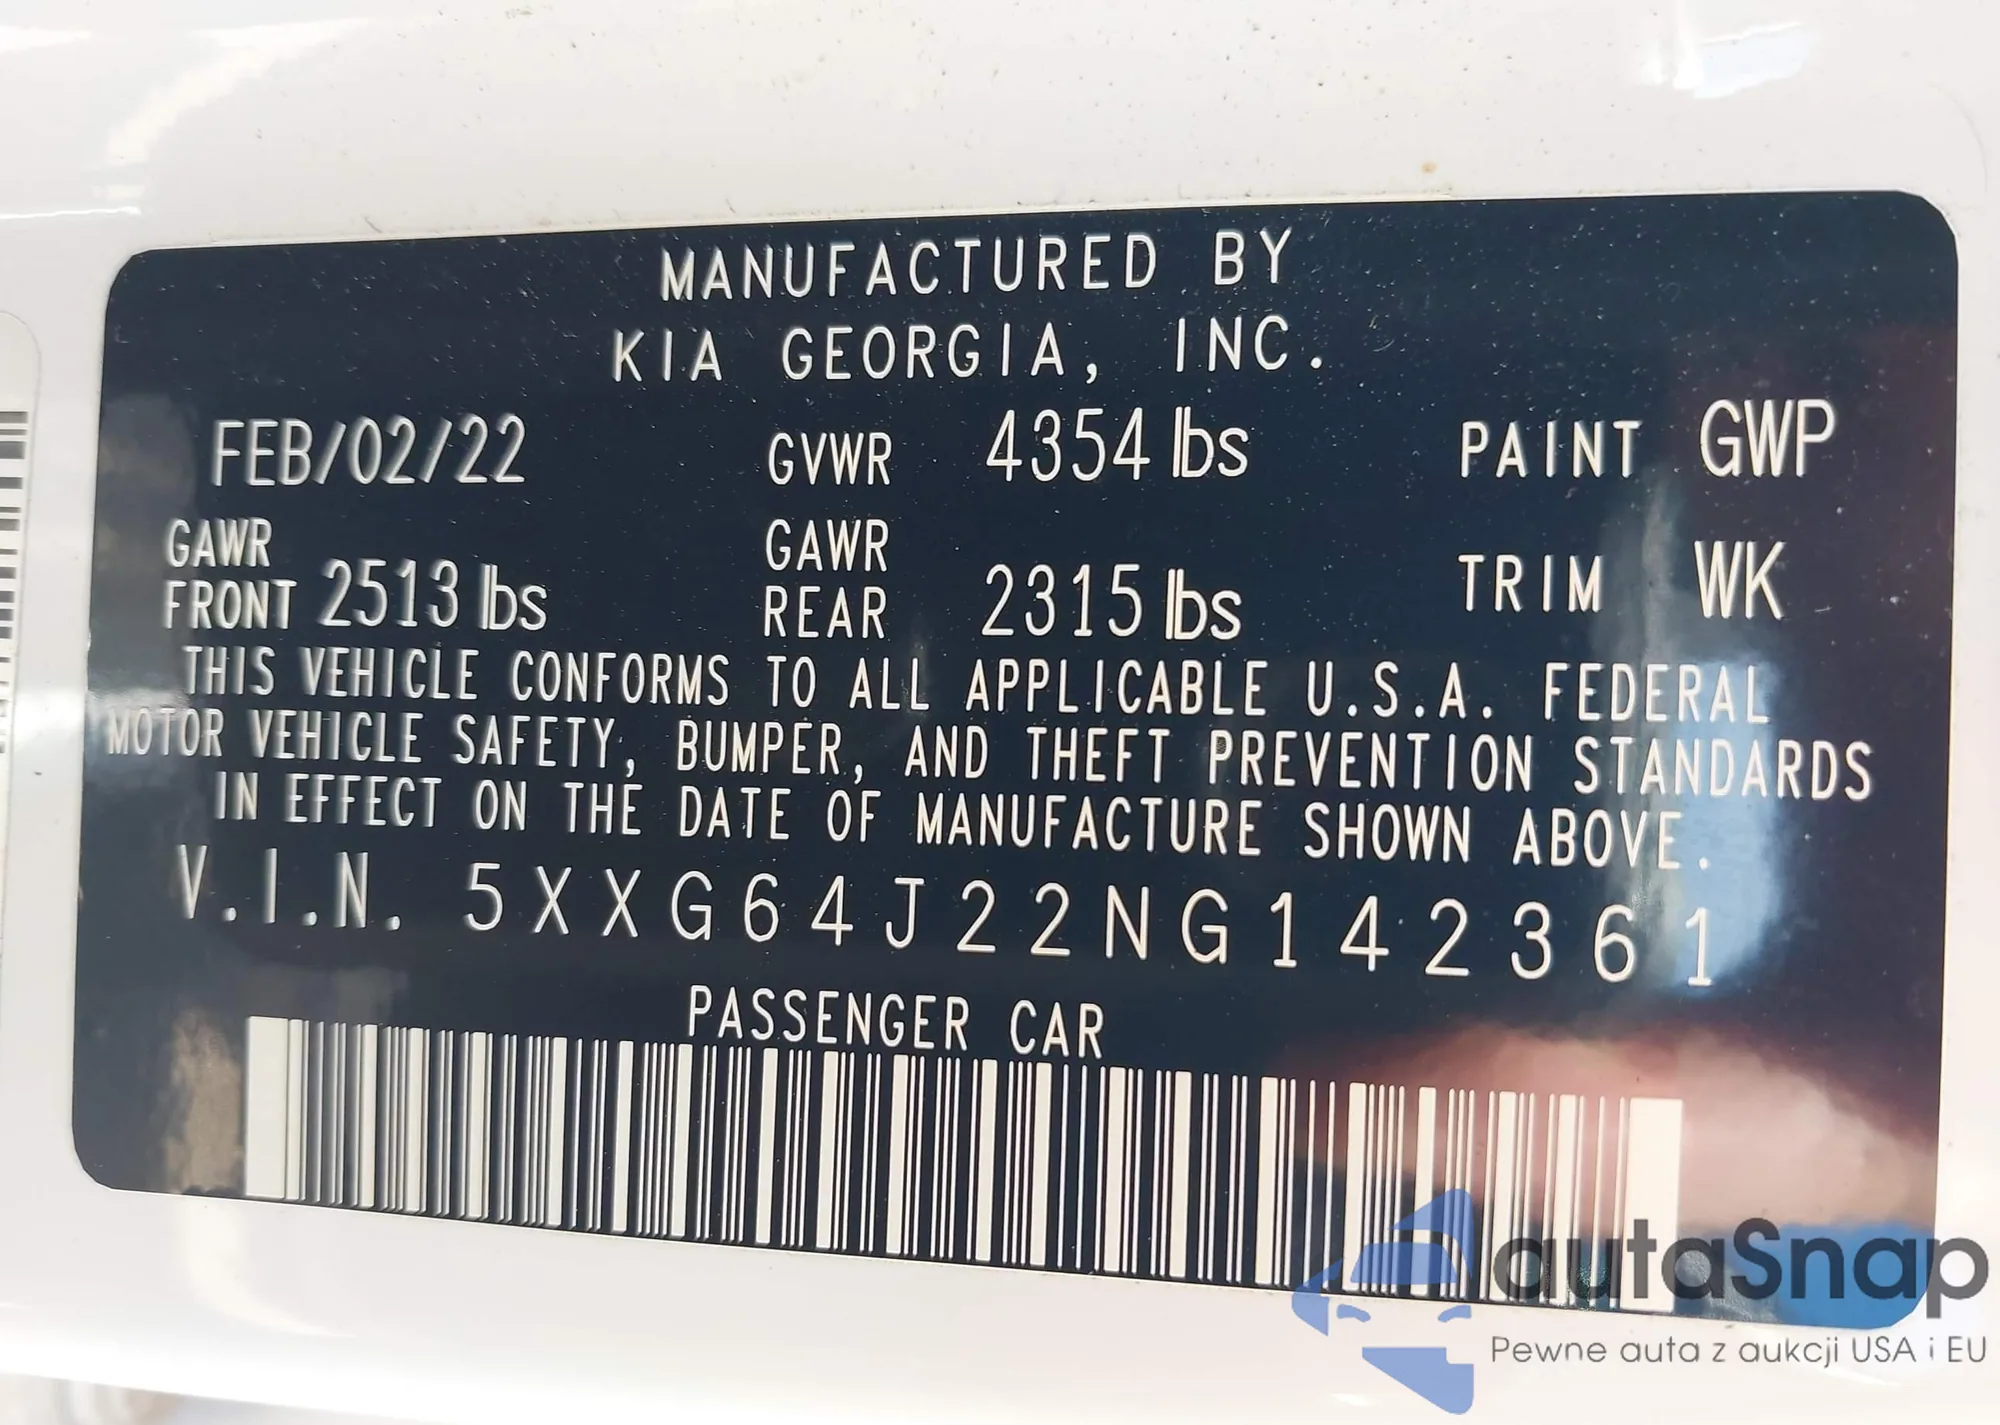 MANUFACTURED BY
KIA GEORGIA, INC.
FEB/02/22 GVWR 4354 lbs PAINT GWP
GAWR FRONT 2513 lbs GAWR REAR 2315 lbs TRIM WK
THIS VEHICLE CONFORMS TO ALL APPLICABLE U.S.A. FEDERAL
MOTOR VEHICLE SAFETY, BUMPER, AND THEFT PREVENTION STANDARDS
IN EFFECT ON THE DATE OF MANUFACTURE SHOWN ABOVE.
V.I.N. 5XXG64J22NG142361
PASSENGER CAR
autaSnap
Pewne auta z aukcji USA i EU